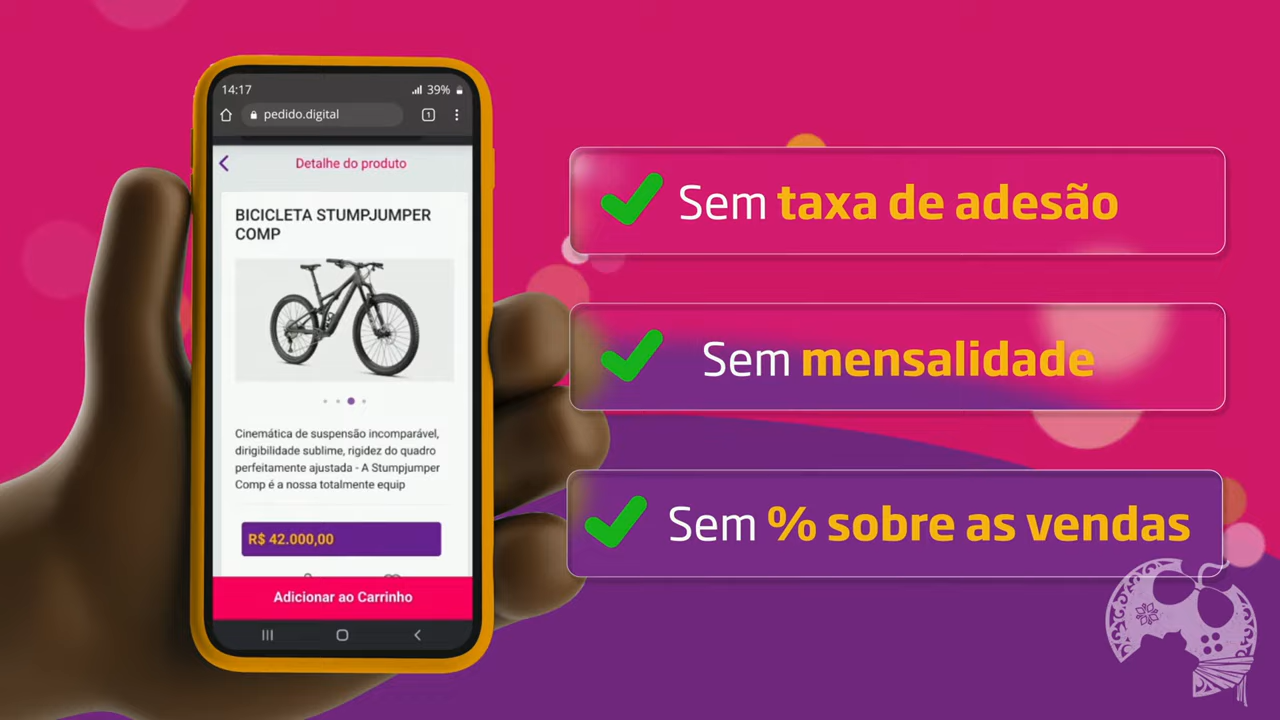 14:17
39%
pedido.digital
1
Detalhe do produto
BICICLETA STUMPJUMPER
COMP
Cinemática de suspensão incomparável,
dirigibilidade sublime, rigidez do quadro
perfeitamente ajustada - A Stumpjumper
Comp é a nossa totalmente equip
R$ 42.000,00
Adicionar ao Carrinho
Sem taxa de adesão
Sem mensalidade
Sem % sobre as vendas